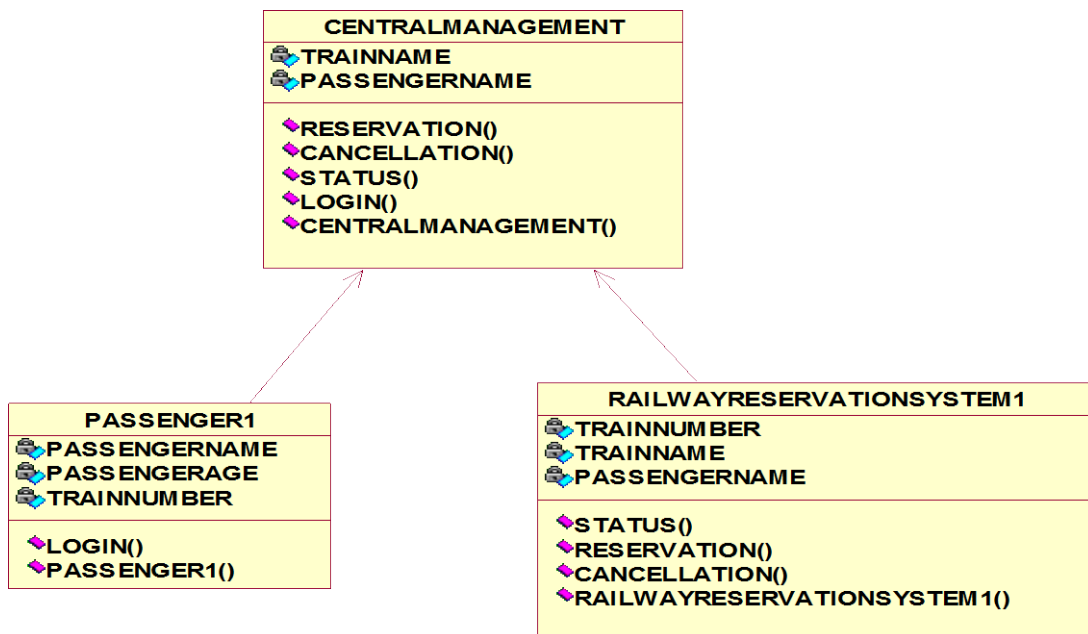 CENTRALMANAGEMENT
TRAINNAME
PASSENGERNAME
RESERVATION()
CANCELLATION()
STATUS()
LOGIN()
CENTRALMANAGEMENT()
PASSENGER1
PASSENGERNAME
PASSENGERAGE
TRAINNUMBER
LOGIN()
PASSENGER1()
RAILWAYRESERVATIONSYSTEM1
TRAINNUMBER
TRAINNAME
PASSENGERNAME
STATUS()
RESERVATION()
CANCELLATION()
RAILWAYRESERVATIONSYSTEM1()